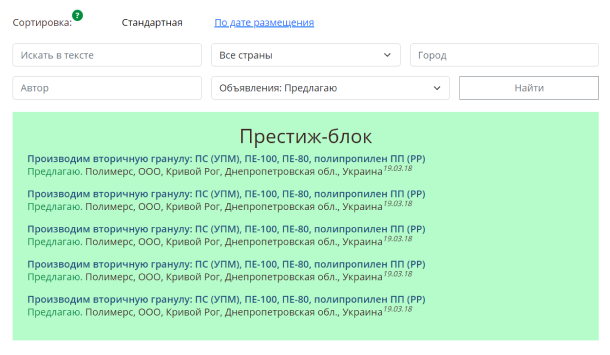 Сортировка: ? Стандартная По дате размещения
Искать в тексте Все страны Город
Автор Объявления: Предлагаю Найти
Престиж-блок
Производим вторичную гранулу: ПС (УПМ), ПЕ-100, ПЕ-80, полипропилен ПП (РР)
Предлагаю. Полимерс, ООО, Кривой Рог, Днепропетровская обл., Украина 19.03.18
Производим вторичную гранулу: ПС (УПМ), ПЕ-100, ПЕ-80, полипропилен ПП (РР)
Предлагаю. Полимерс, ООО, Кривой Рог, Днепропетровская обл., Украина 19.03.18
Производим вторичную гранулу: ПС (УПМ), ПЕ-100, ПЕ-80, полипропилен ПП (РР)
Предлагаю. Полимерс, ООО, Кривой Рог, Днепропетровская обл., Украина 19.03.18
Производим вторичную гранулу: ПС (УПМ), ПЕ-100, ПЕ-80, полипропилен ПП (РР)
Предлагаю. Полимерс, ООО, Кривой Рог, Днепропетровская обл., Украина 19.03.18
Производим вторичную гранулу: ПС (УПМ), ПЕ-100, ПЕ-80, полипропилен ПП (РР)
Предлагаю. Полимерс, ООО, Кривой Рог, Днепропетровская обл., Украина 19.03.18